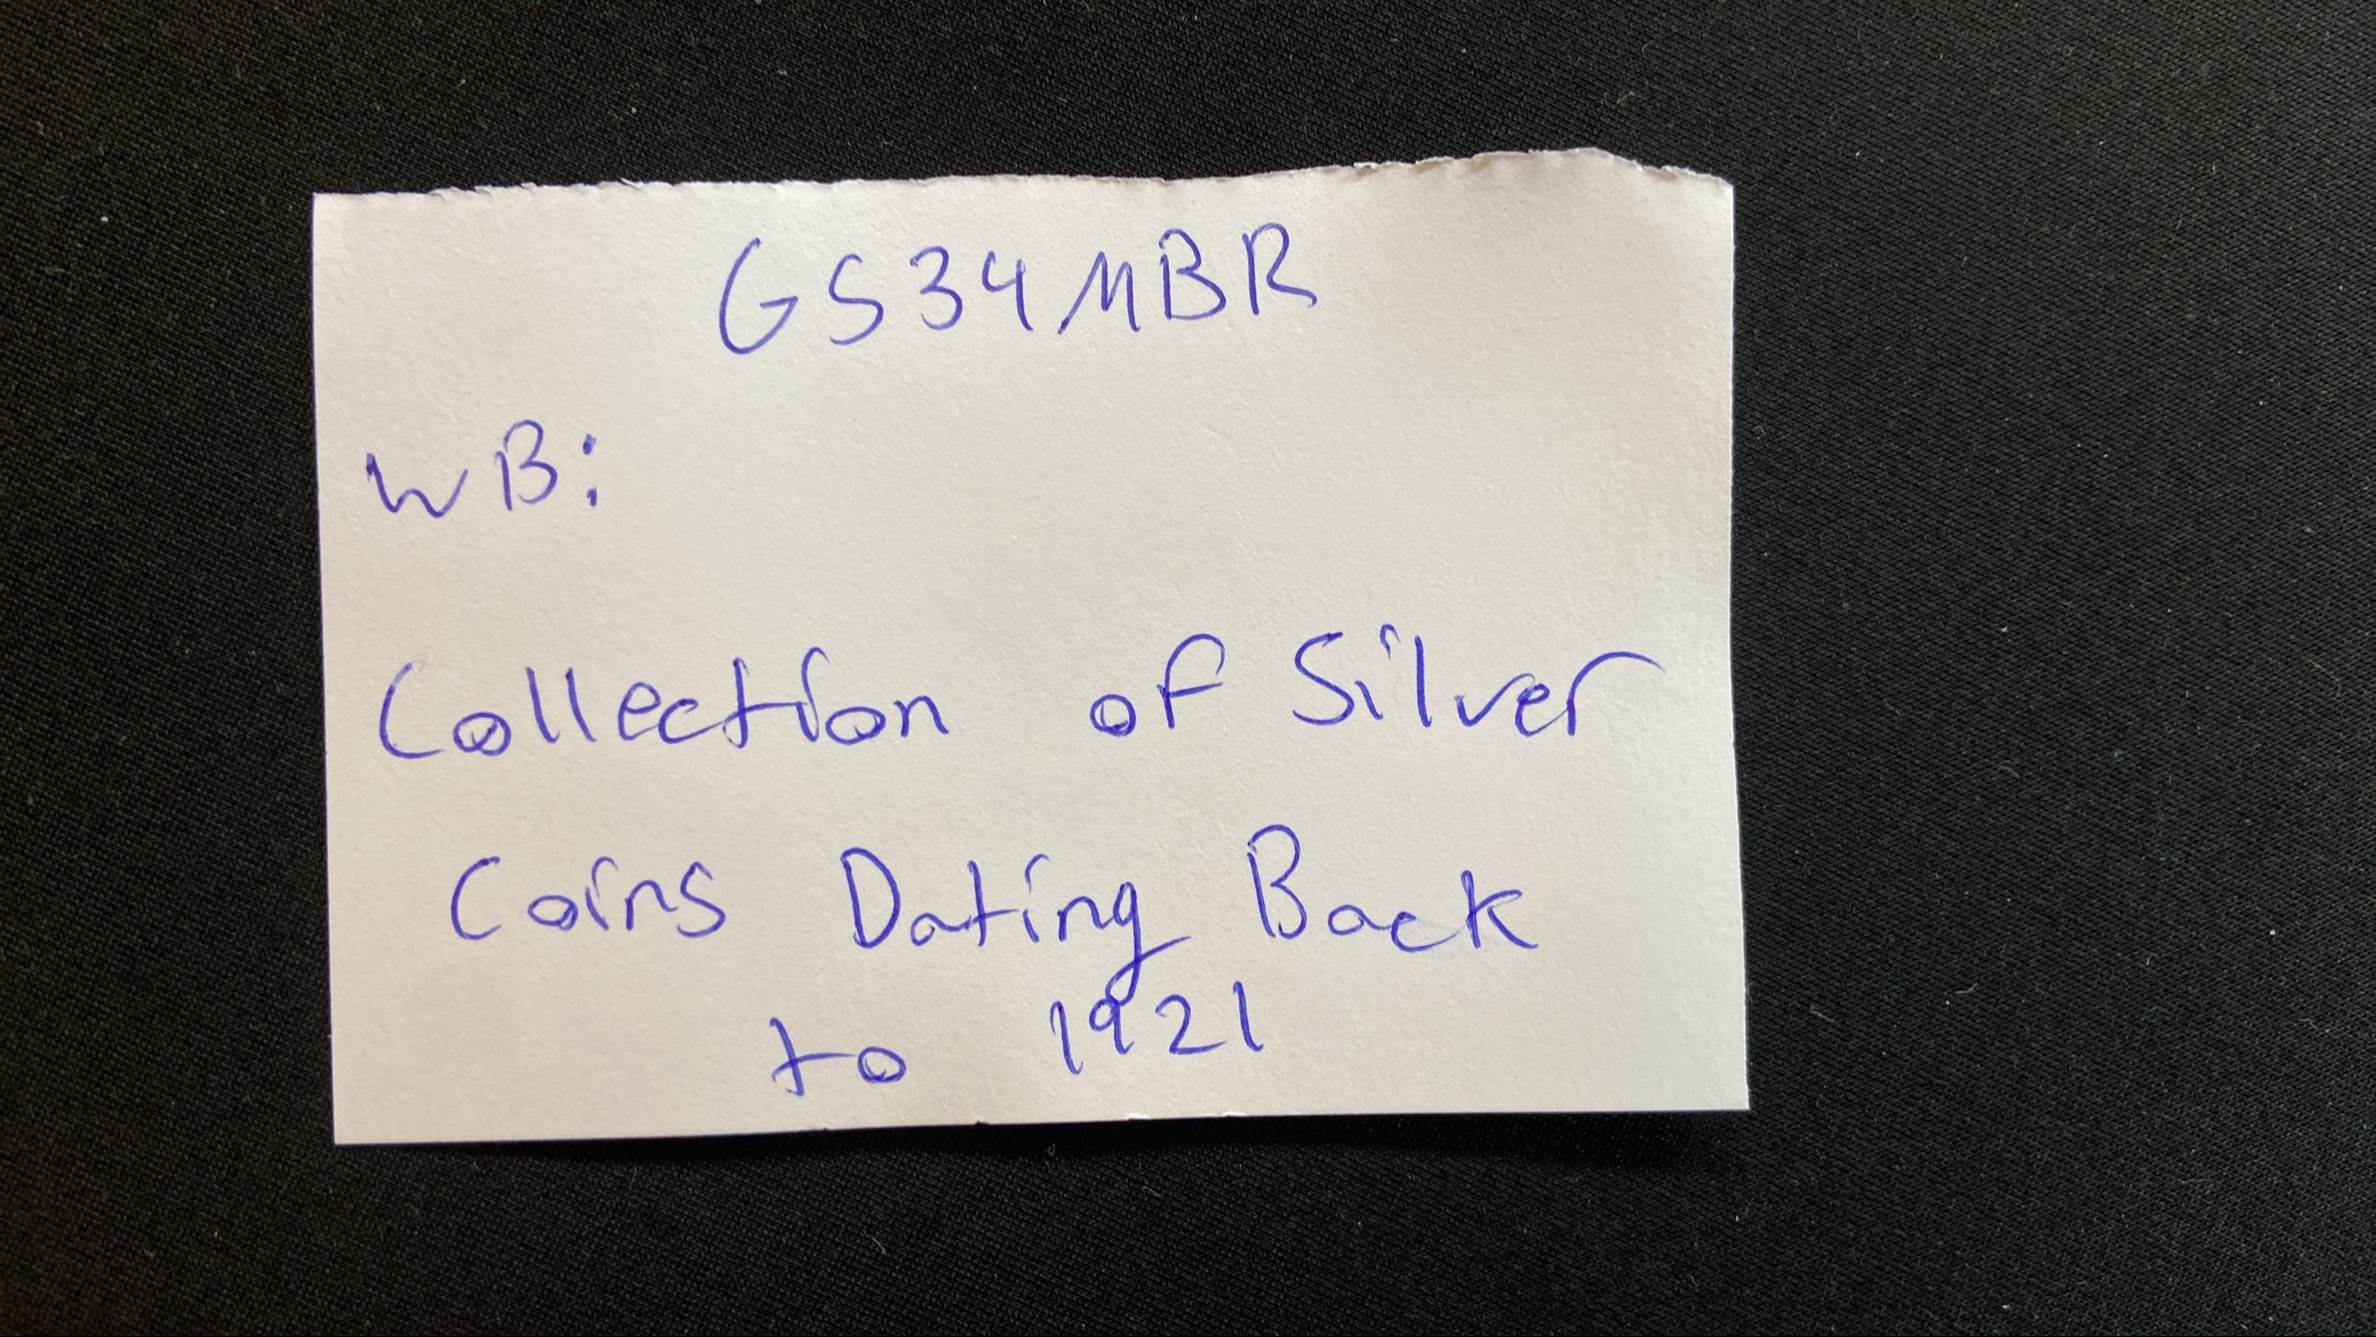 GS34MBR
WB:
Collection of Silver
Coins Dating Back
to 1921